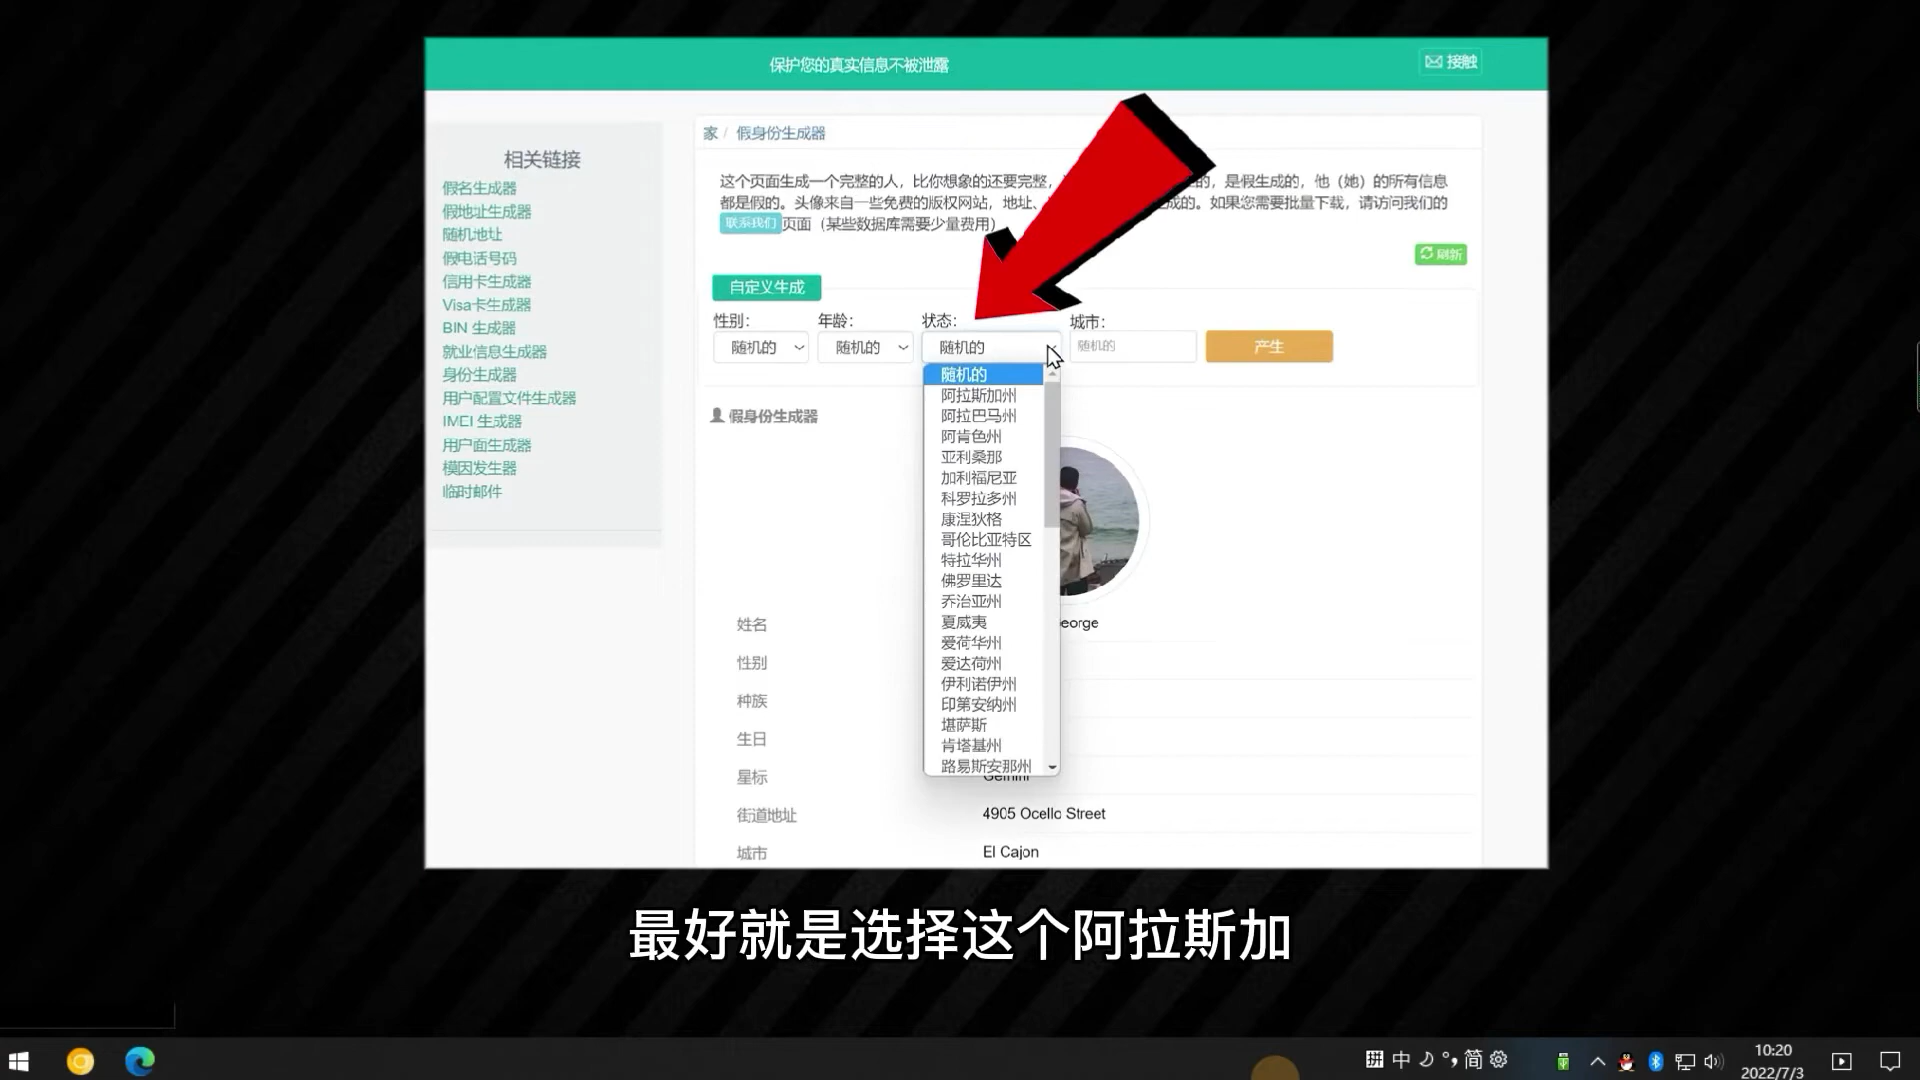 保护您的真实信息不被泄露
接触
相关链接
假名生成器
假地址生成器
随机地址
假电话号码
信用卡生成器
Visa卡生成器
BIN 生成器
就业信息生成器
身份生成器
用户配置文件生成器
IMEI 生成器
用户面生成器
模因发生器
临时邮件
家 / 假身份生成器
这个页面生成一个完整的人，比你想象的还要完整，的，是假生成的，他（她）的所有信息
都是假的。头像来自一些免费的版权网站，地址、成的。如果您需要批量下载，请访问我们的
联系我们 页面（某些数据库需要少量费用）
刷新
自定义生成
性别： 年龄： 状态： 城市：
随机的 随机的 随机的 随机的 产生
随机的
阿拉斯加州
阿拉巴马州
阿肯色州
亚利桑那
加利福尼亚
科罗拉多州
康涅狄格
哥伦比亚特区
特拉华州
佛罗里达
乔治亚州
夏威夷
爱荷华州
爱达荷州
伊利诺伊州
印第安纳州
堪萨斯
肯塔基州
路易斯安那州
假身份生成器
姓名 eorge
性别
种族
生日
星标 Gemini
街道地址 4905 Ocello Street
城市 El Cajon
最好就是选择这个阿拉斯加
拼 中 简
10:20
2022/7/3